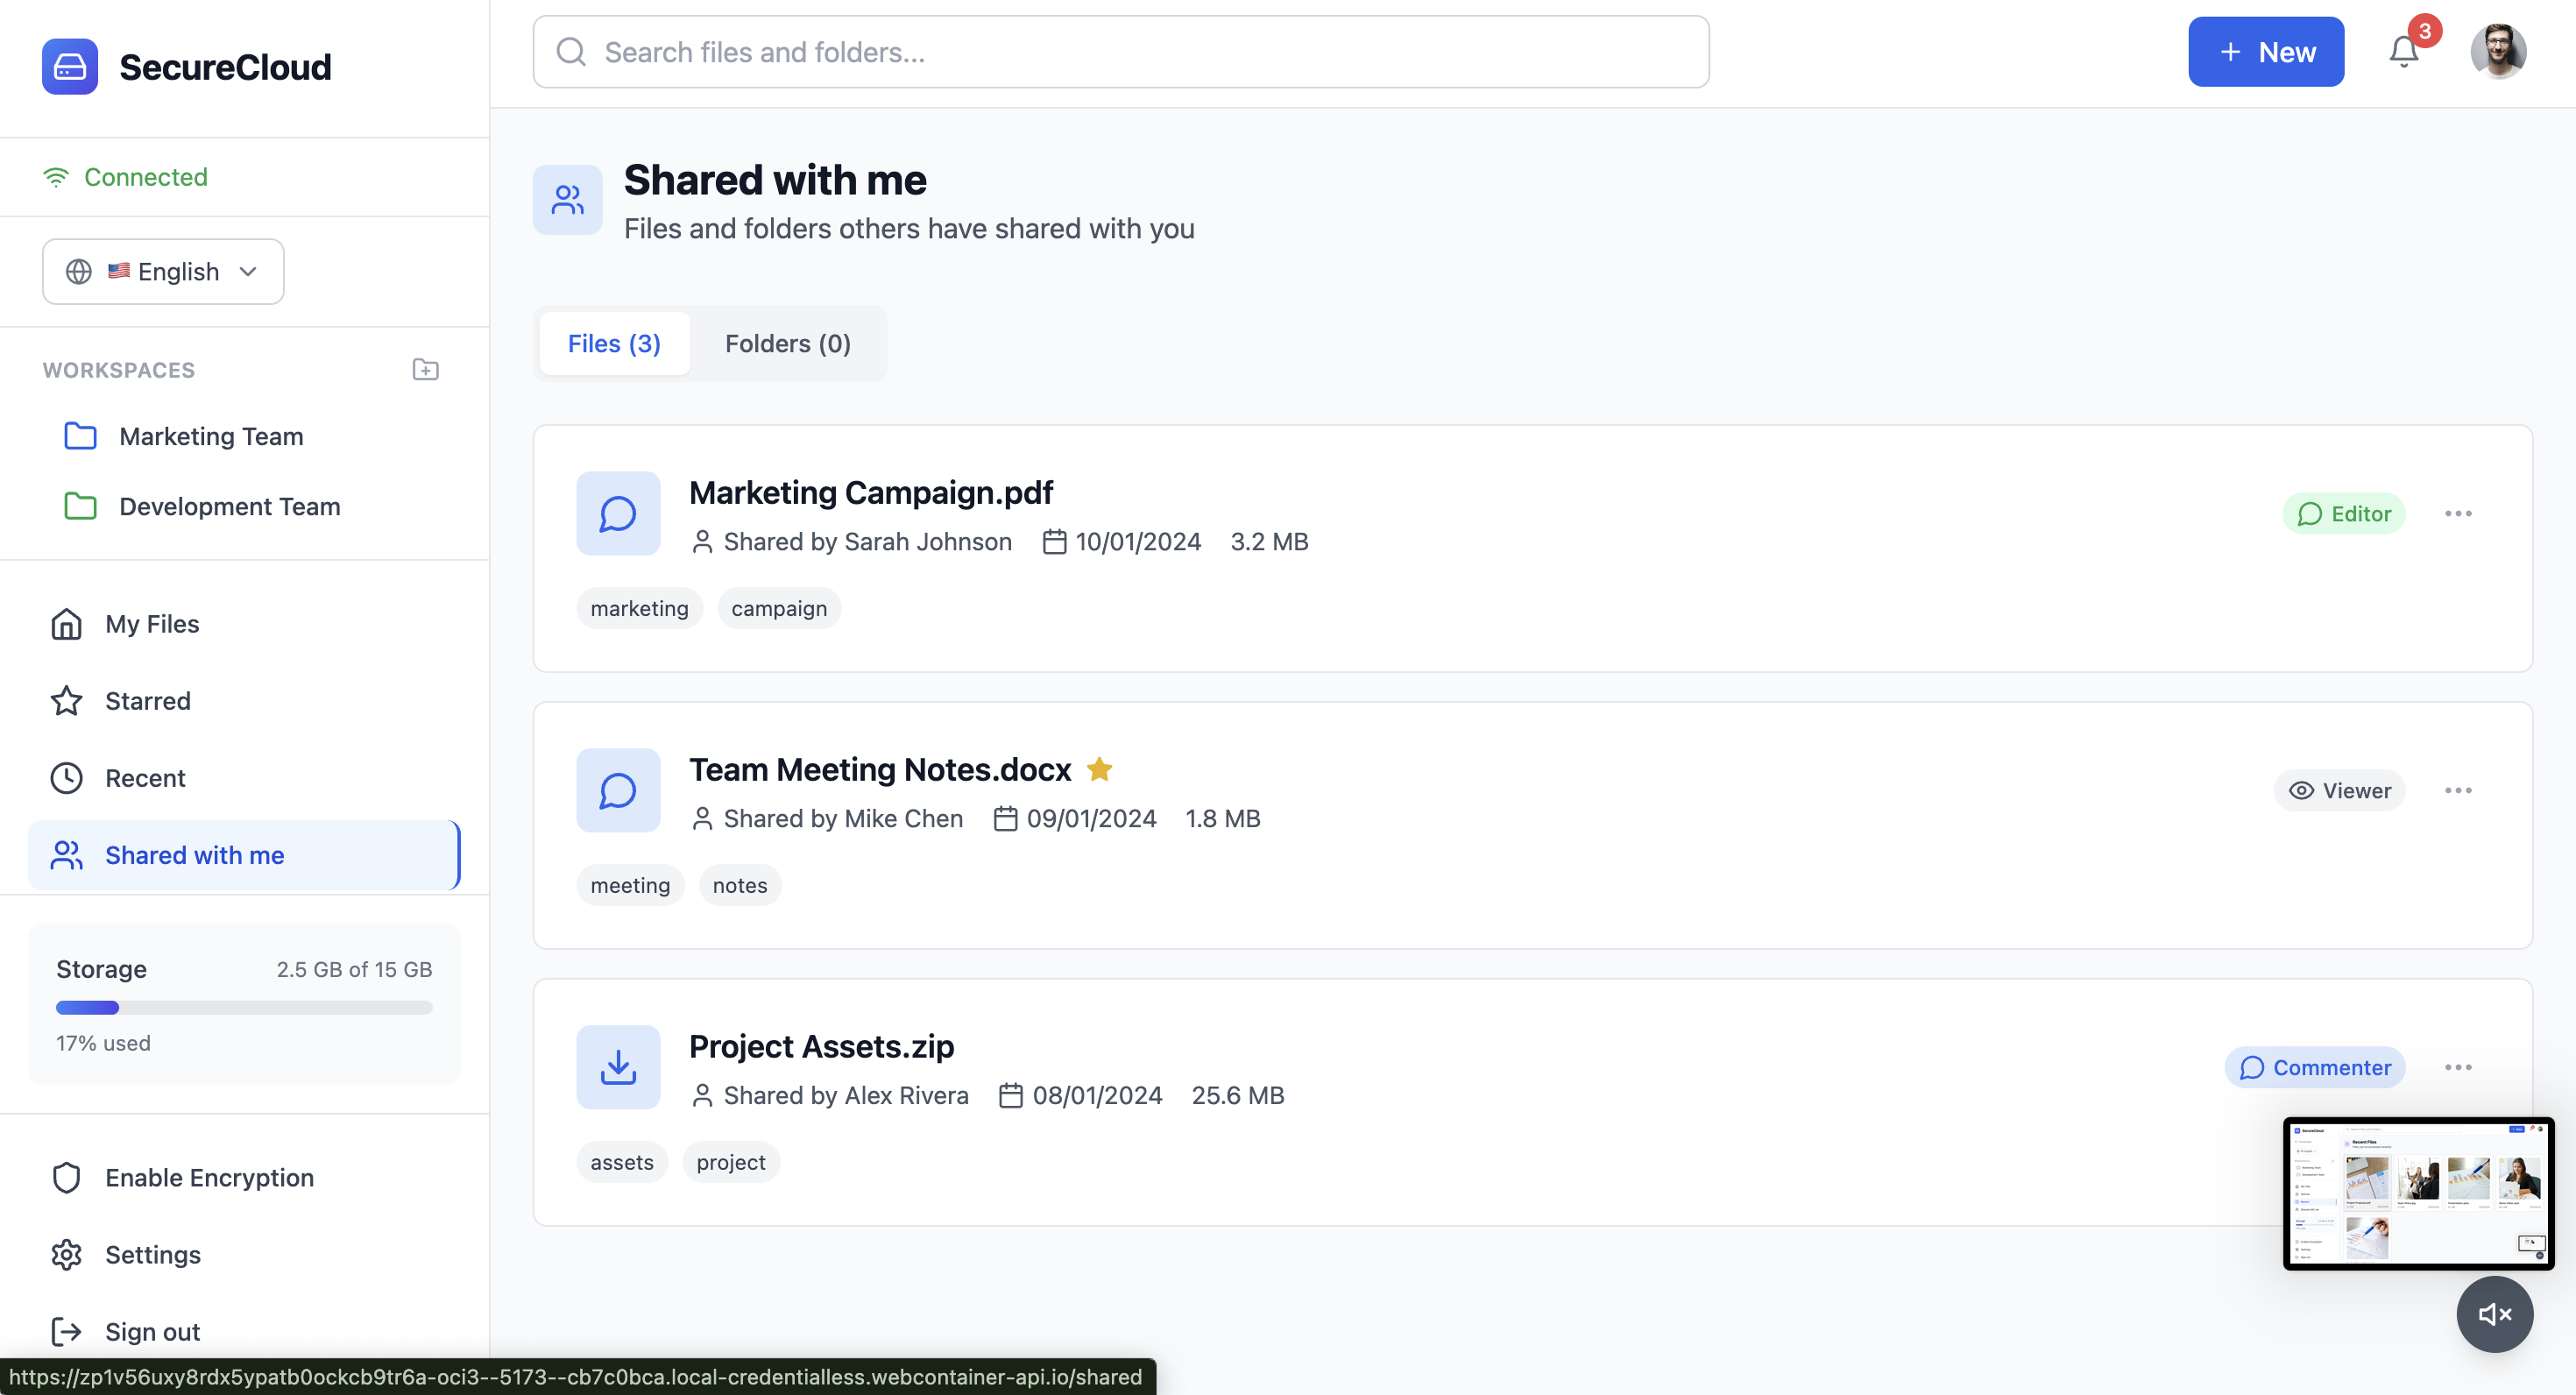 SecureCloud
Connected
English
WORKSPACES
Marketing Team
Development Team
My Files
Starred
Recent
Shared with me
Storage 2.5 GB of 15 GB
17% used
Enable Encryption
Settings
Sign out
Search files and folders...
New
3
Shared with me
Files and folders others have shared with you
Files (3) Folders (0)
Marketing Campaign.pdf
Shared by Sarah Johnson 10/01/2024 3.2 MB
Editor
marketing campaign
Team Meeting Notes.docx
Shared by Mike Chen 09/01/2024 1.8 MB
Viewer
meeting notes
Project Assets.zip
Shared by Alex Rivera 08/01/2024 25.6 MB
Commenter
assets project
SecureCloud
Recent Files
https://zp1v56uxy8rdx5ypatb0ockcb9tr6a-oci3--5173--cb7c0bca.local-credentialless.webcontainer-api.io/shared